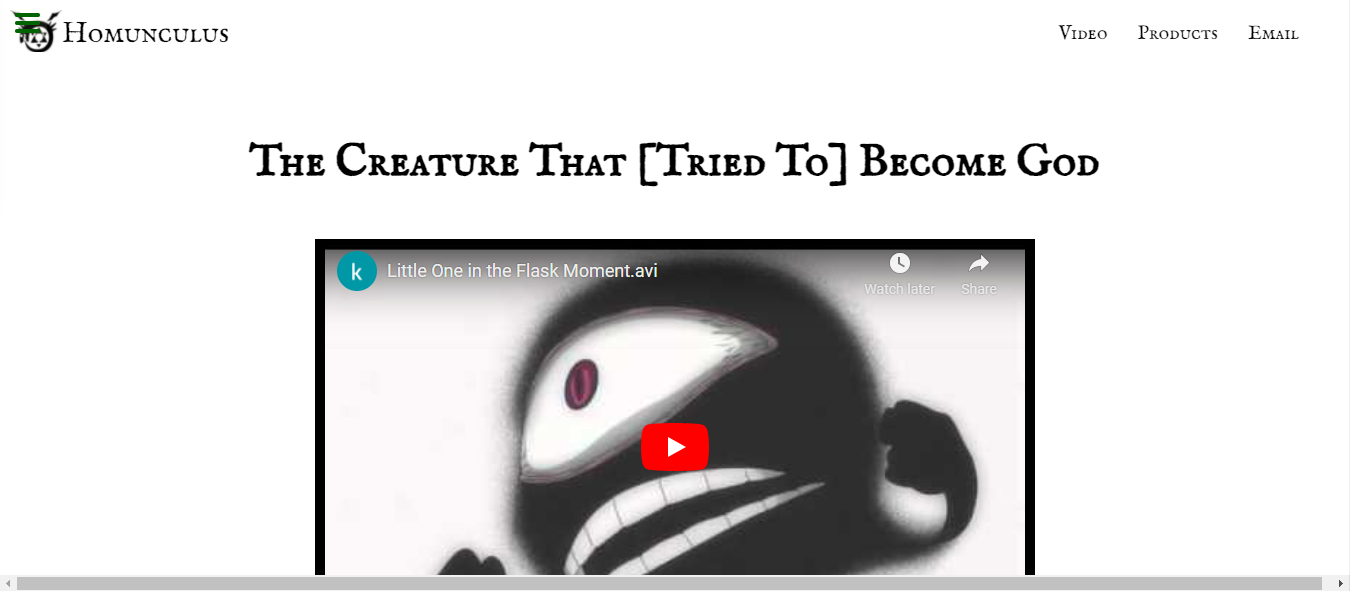 Homunculus
Video Products Email
The Creature That [Tried To] Become God
k
Little One in the Flask Moment.avi
Watch later
Share